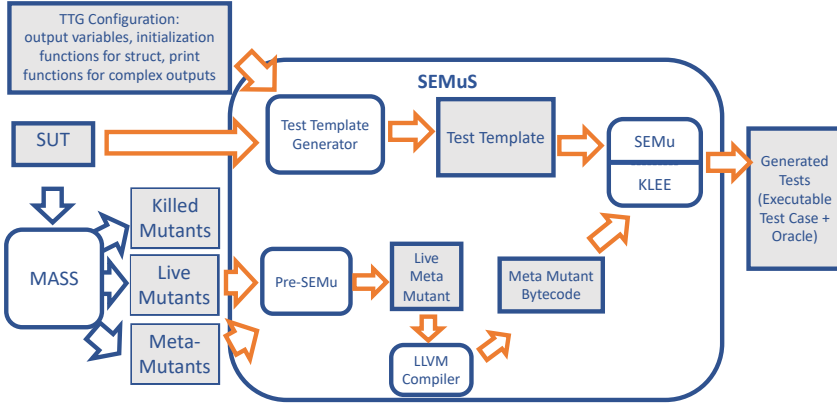 TTG Configuration:
output variables, initialization
functions for struct, print
functions for complex outputs
SEMuS
SUT
Test Template
Generator
Test Template
SEMu
KLEE
Generated
Tests
(Executable
Test Case +
Oracle)
MASS
Killed
Mutants
Live
Mutants
Meta-
Mutants
Pre-SEMu
Live
Meta
Mutant
LLVM
Compiler
Meta Mutant
Bytecode